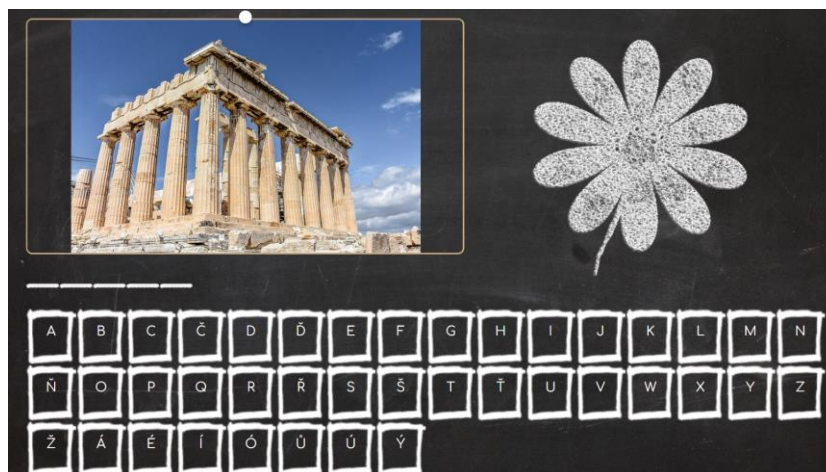 A B C Č D Ď E F G H I J K L M N
Ň O P Q R Ř S Š T Ť U V W X Y Z
Ž Á É Í Ó Ů Ú Ý